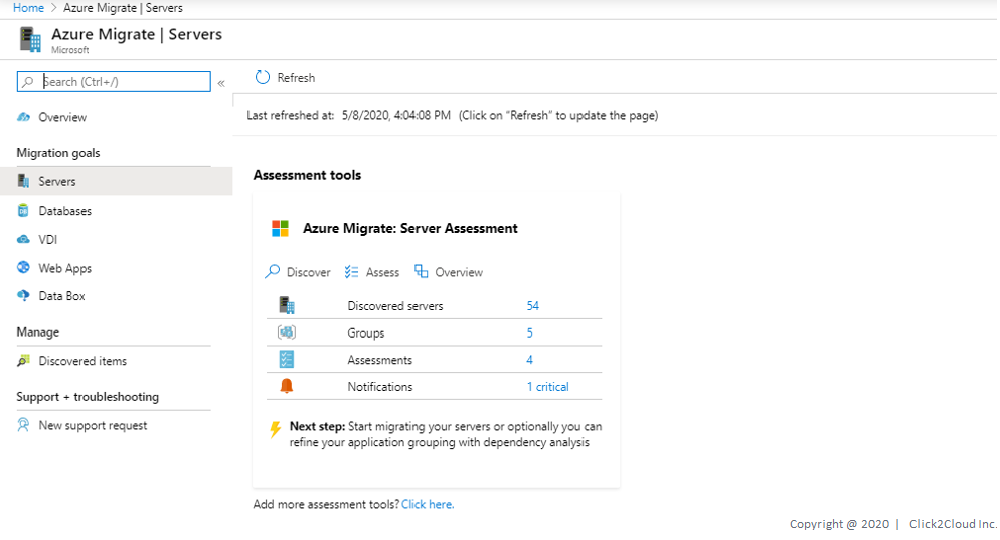 Home > Azure Migrate | Servers
Azure Migrate | Servers
Microsoft
Search (Ctrl+/)
«
Overview
Migration goals
Servers
Databases
VDI
Web Apps
Data Box
Manage
Discovered items
Support + troubleshooting
New support request
Refresh
Last refreshed at: 5/8/2020, 4:04:08 PM (Click on “Refresh” to update the page)
Assessment tools
Azure Migrate: Server Assessment
Discover Assess Overview
Discovered servers 54
Groups 5
Assessments 4
Notifications 1 critical
Next step: Start migrating your servers or optionally you can
refine your application grouping with dependency analysis
Add more assessment tools? Click here.
Copyright @ 2020 | Click2Cloud Inc.